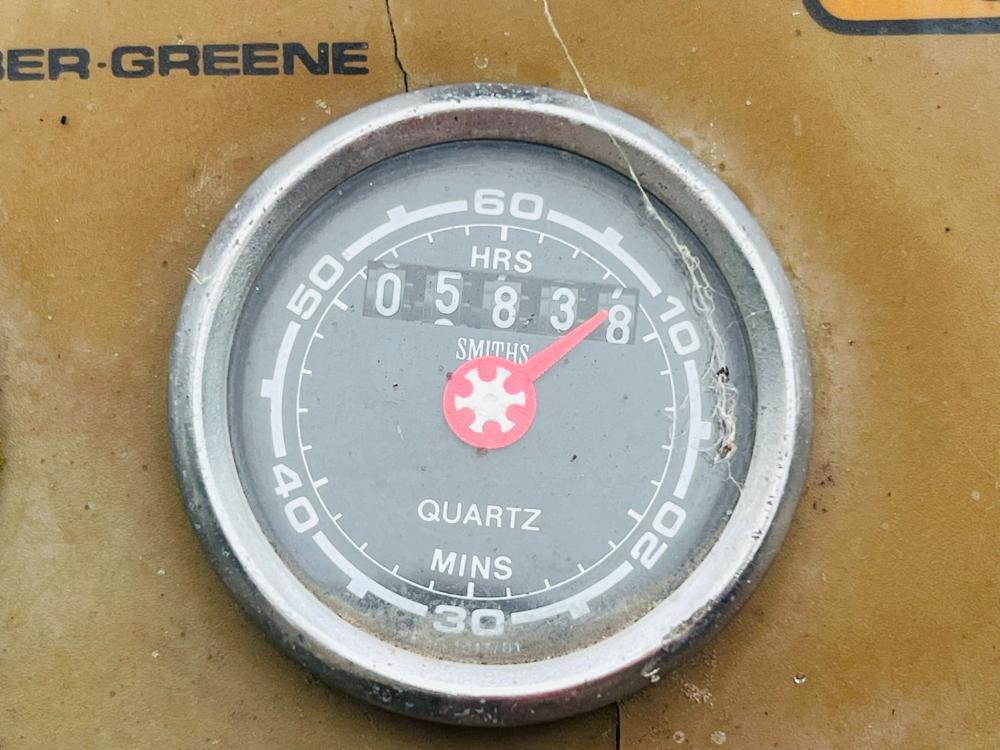 BER-GREENE
60
HRS
50
10
05838
SMITHS
40
20
QUARTZ
MINS
30